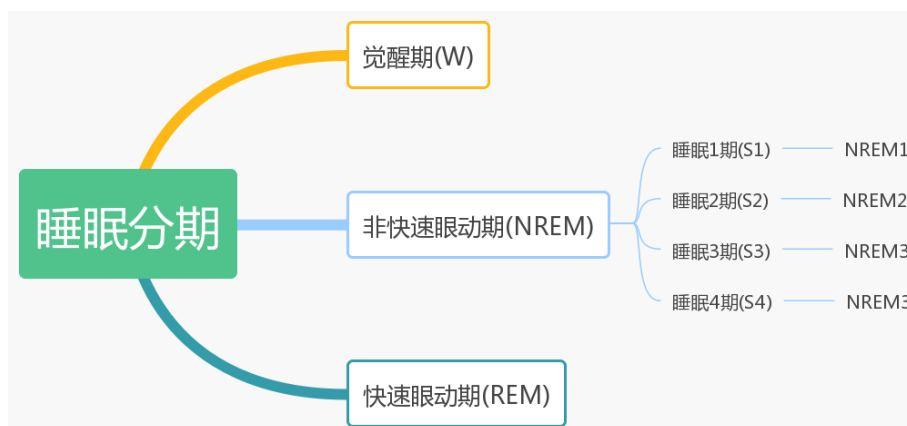 觉醒期(W)
睡眠分期
非快速眼动期(NREM)
睡眠1期(S1) NREM1
睡眠2期(S2) NREM2
睡眠3期(S3) NREM3
睡眠4期(S4) NREM3
快速眼动期(REM)